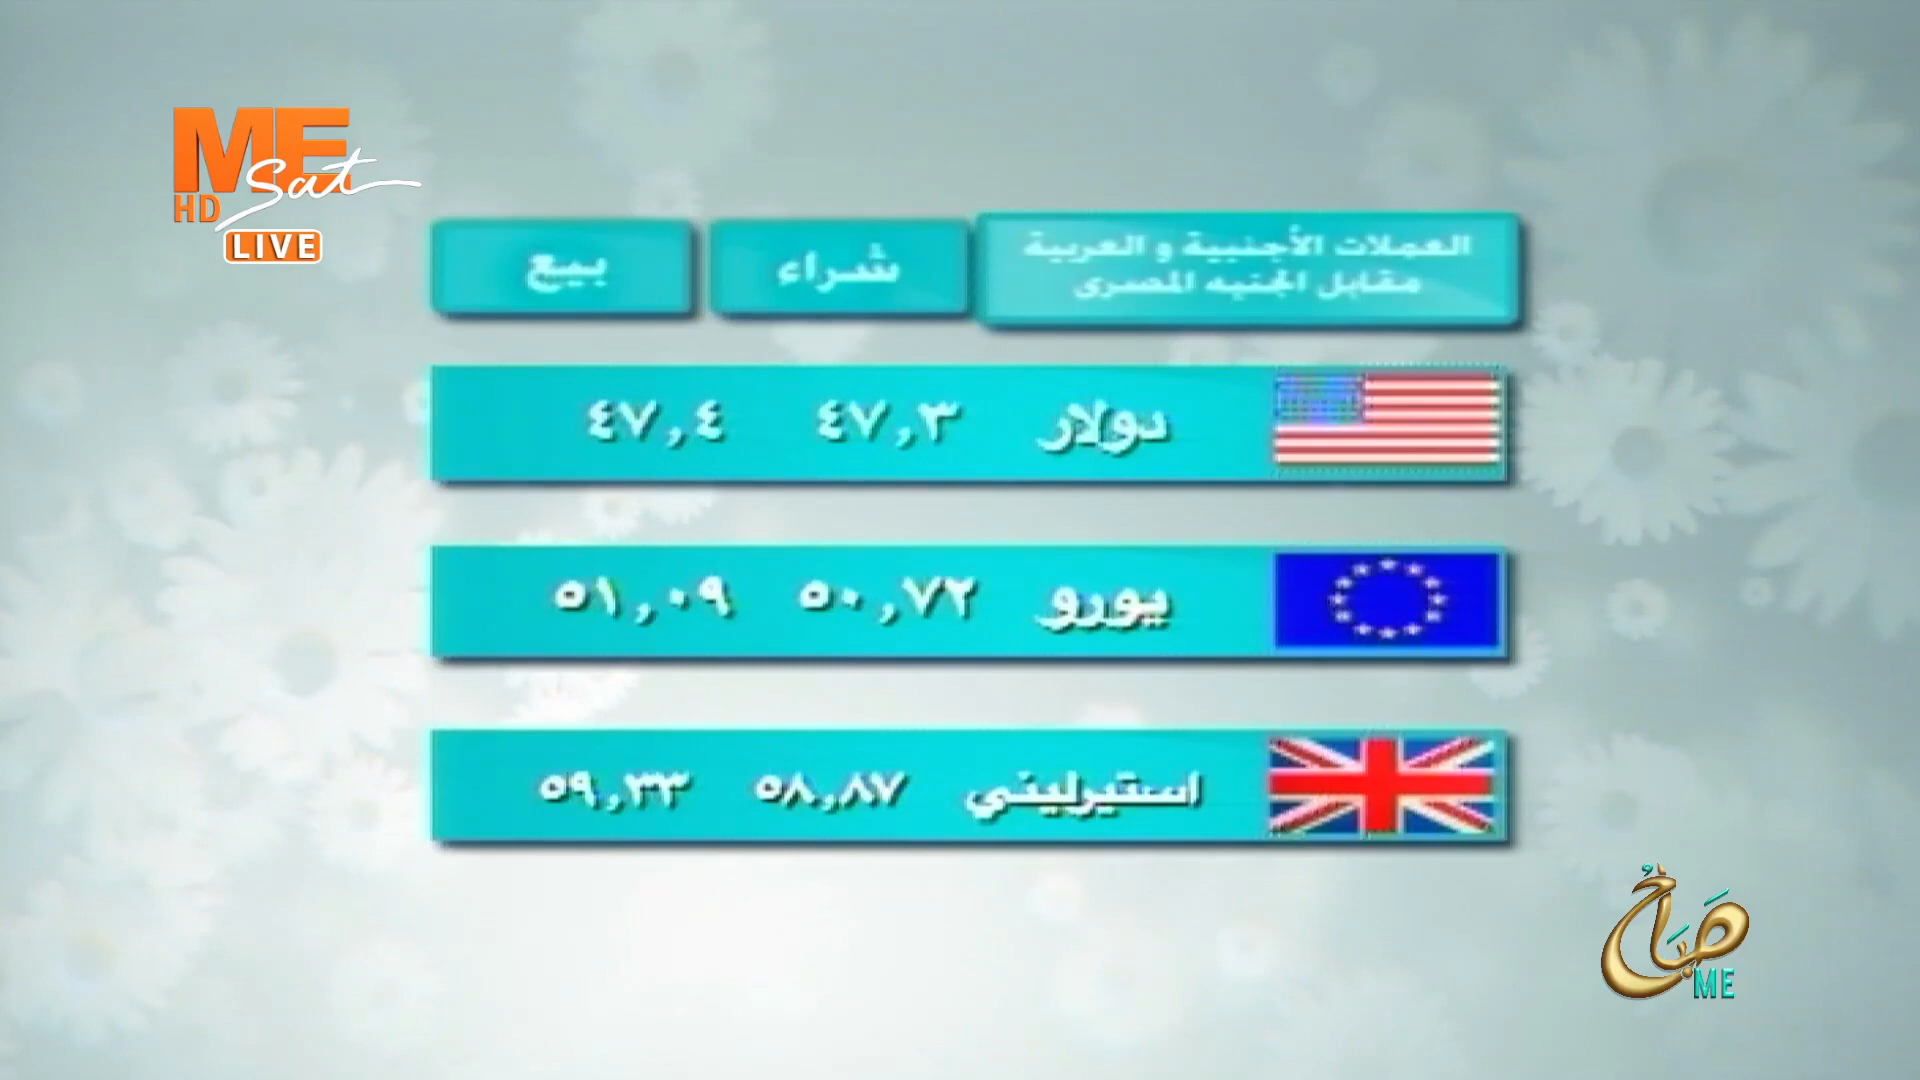 ME
Sat
HD
LIVE
العملات الأجنبية و العربية
مقابل الجنيه المصرى
شراء
بيع
دولار ٤٧,٣ ٤٧,٤
يورو ٥٠,٧٢ ٥١,٠٩
استيرليني ٥٨,٨٧ ٥٩,٣٣
صَبَاحُ
ME